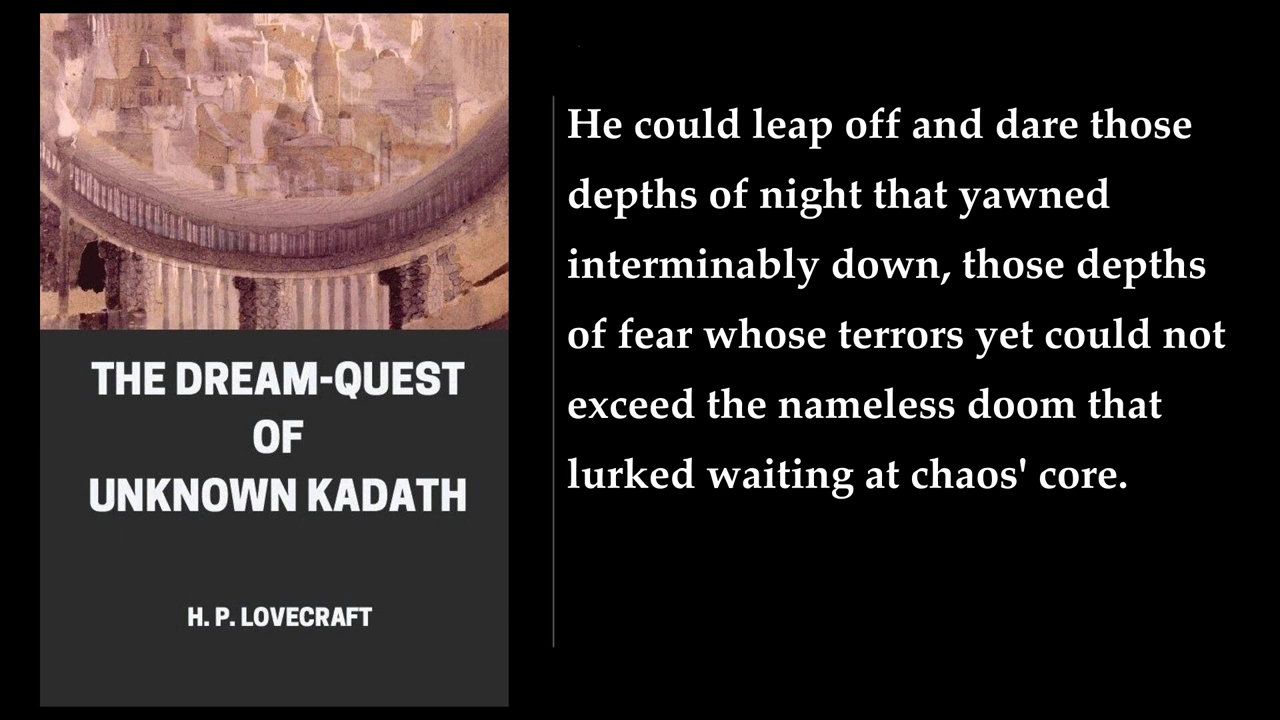 THE DREAM-QUEST
OF
UNKNOWN KADATH
H. P. LOVECRAFT
He could leap off and dare those
depths of night that yawned
interminably down, those depths
of fear whose terrors yet could not
exceed the nameless doom that
lurked waiting at chaos' core.